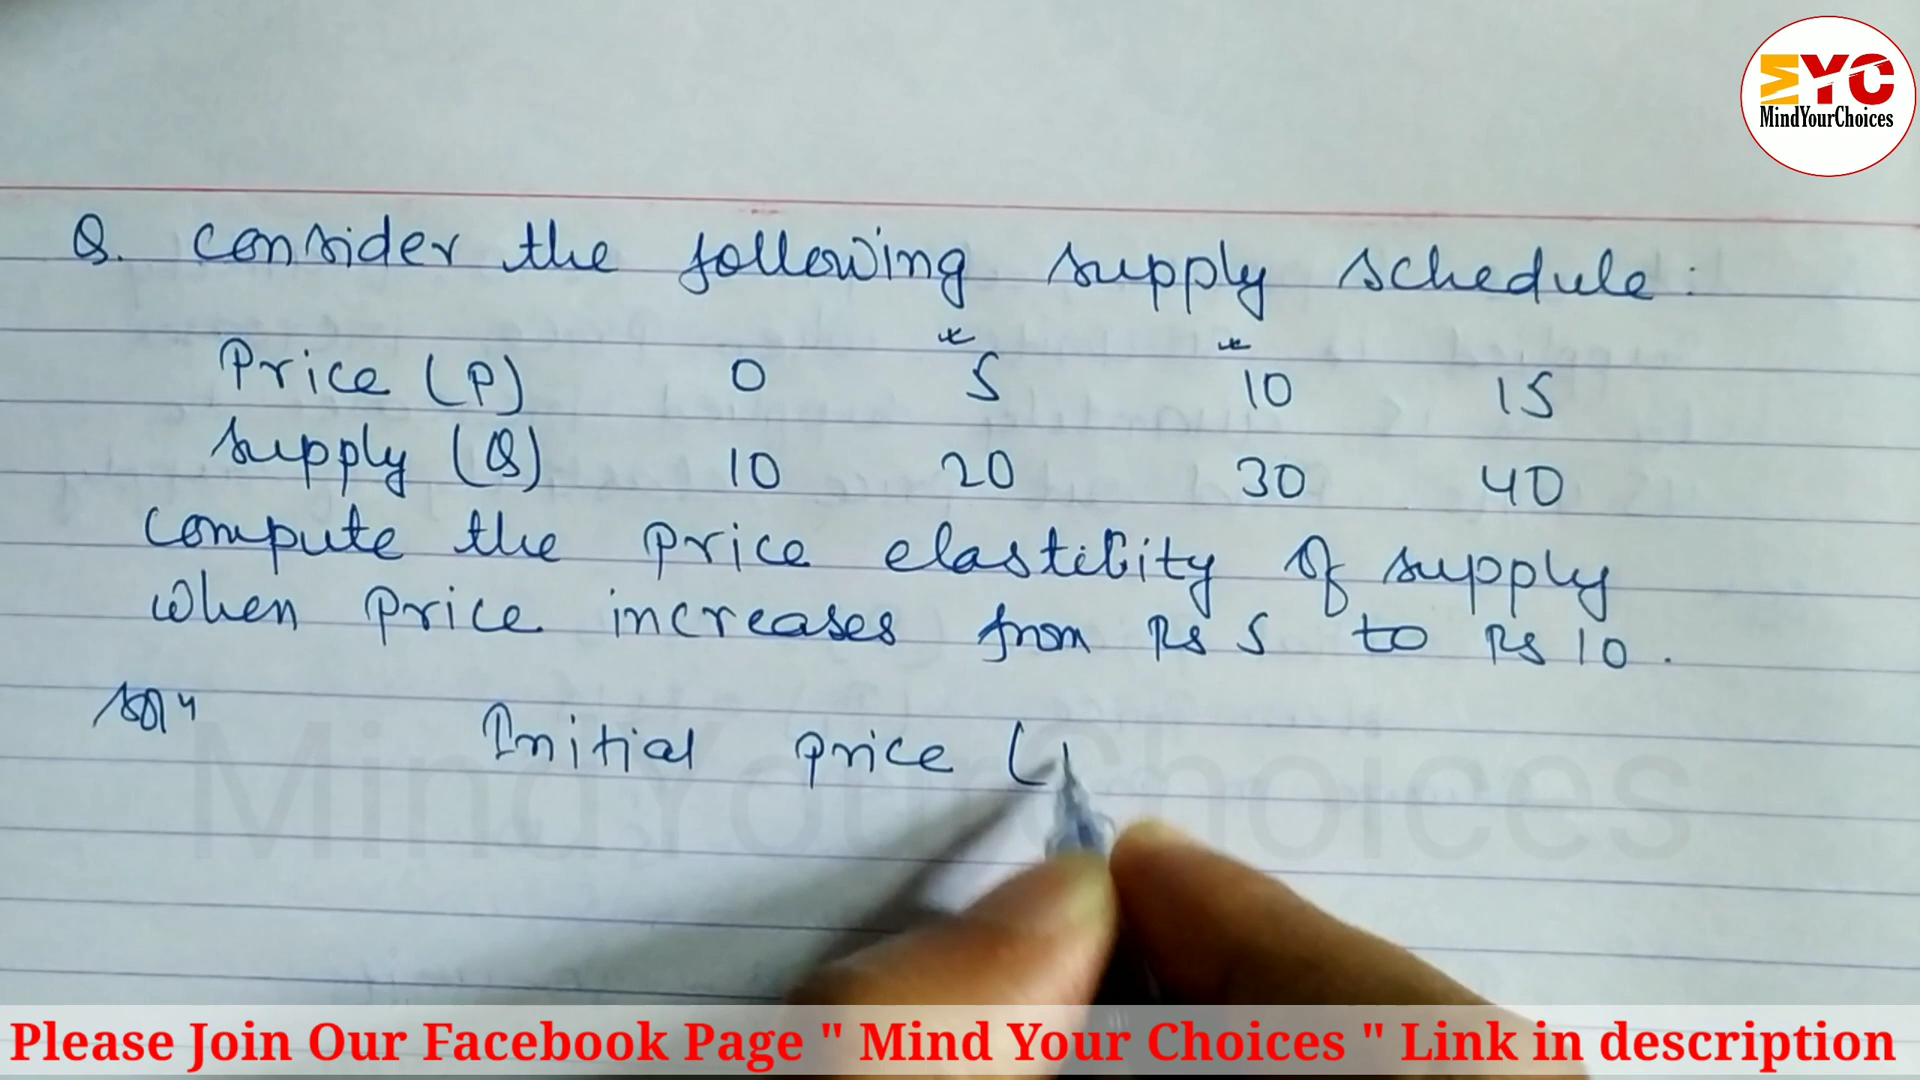 MYC
MindYourChoices
Q. Consider the following supply schedule:
Price (P) 0 5 10 15
Supply (Q) 10 20 30 40
Compute the price elasticity of supply
when price increases from Rs 5 to Rs 10.
Solⁿ Initial price (
MindYourChoices
Please Join Our Facebook Page " Mind Your Choices " Link in description